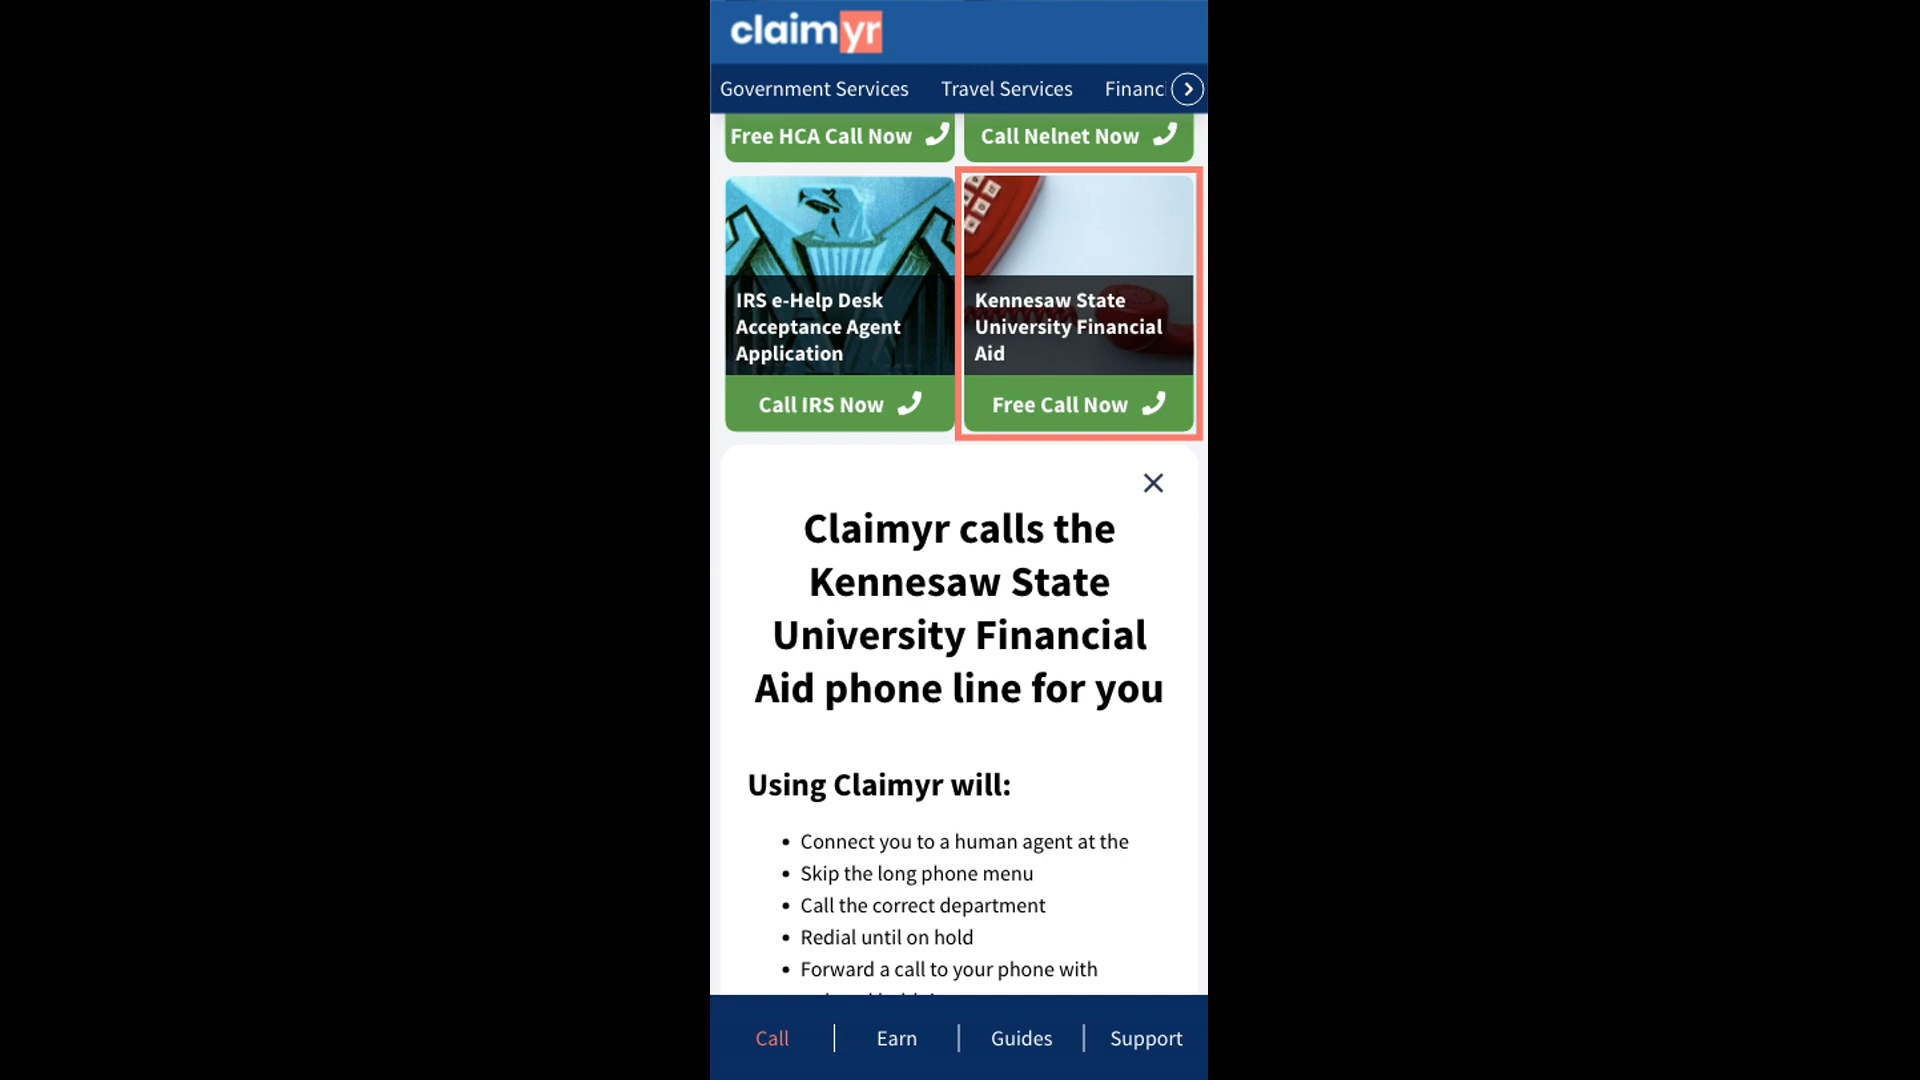 claimyr
Government Services Travel Services Financ
Free HCA Call Now
Call Nelnet Now
IRS e-Help Desk
Acceptance Agent
Application
Call IRS Now
Kennesaw State
University Financial
Aid
Free Call Now
Claimyr calls the
Kennesaw State
University Financial
Aid phone line for you
Using Claimyr will:
• Connect you to a human agent at the
• Skip the long phone menu
• Call the correct department
• Redial until on hold
• Forward a call to your phone with
Call | Earn | Guides | Support